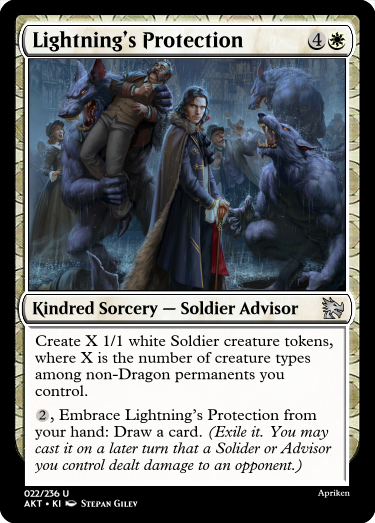 Lightning's Protection 4
Kindred Sorcery — Soldier Advisor
Create X 1/1 white Soldier creature tokens,
where X is the number of creature types
among non-Dragon permanents you
control.
2, Embrace Lightning's Protection from
your hand: Draw a card. (Exile it. You may
cast it on a later turn that a Solider or Advisor
you control dealt damage to an opponent.)
022/236 U
Apriken
AKT • KI Stepan Gilev